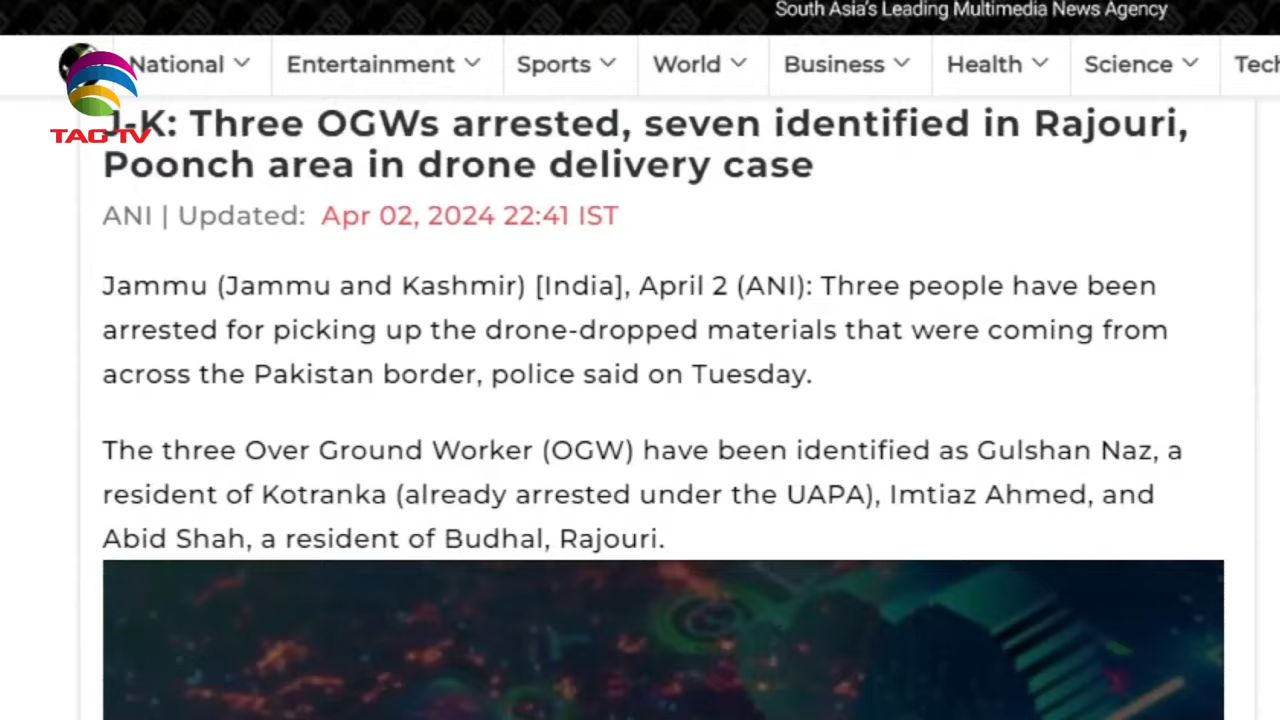 South Asia's Leading Multimedia News Agency
National
Entertainment
Sports
World
Business
Health
Science
Tech
TAG TV
J-K: Three OGWs arrested, seven identified in Rajouri,
Poonch area in drone delivery case
ANI | Updated: Apr 02, 2024 22:41 IST
Jammu (Jammu and Kashmir) [India], April 2 (ANI): Three people have been
arrested for picking up the drone-dropped materials that were coming from
across the Pakistan border, police said on Tuesday.
The three Over Ground Worker (OGW) have been identified as Gulshan Naz, a
resident of Kotranka (already arrested under the UAPA), Imtiaz Ahmed, and
Abid Shah, a resident of Budhal, Rajouri.